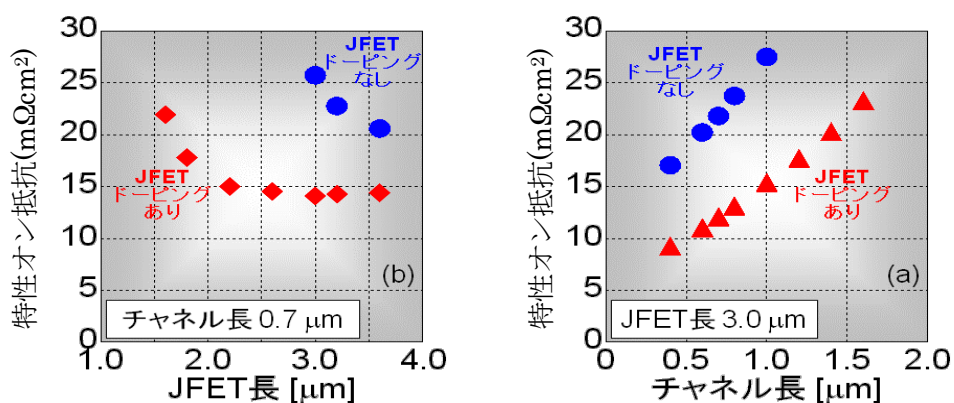 特性オン抵抗(mΩcm2)
30
25
20
15
10
5
0
JFET
ドーピング
なし
JFET
ドーピング
あり
(b)
チャネル長 0.7 μm
1.0
2.0
3.0
4.0
JFET長 [μm]
特性オン抵抗(mΩcm2)
30
25
20
15
10
5
0
JFET
ドーピング
なし
JFET
ドーピング
あり
(a)
JFET長 3.0 μm
0
0.5
1.0
1.5
2.0
チャネル長 [μm]